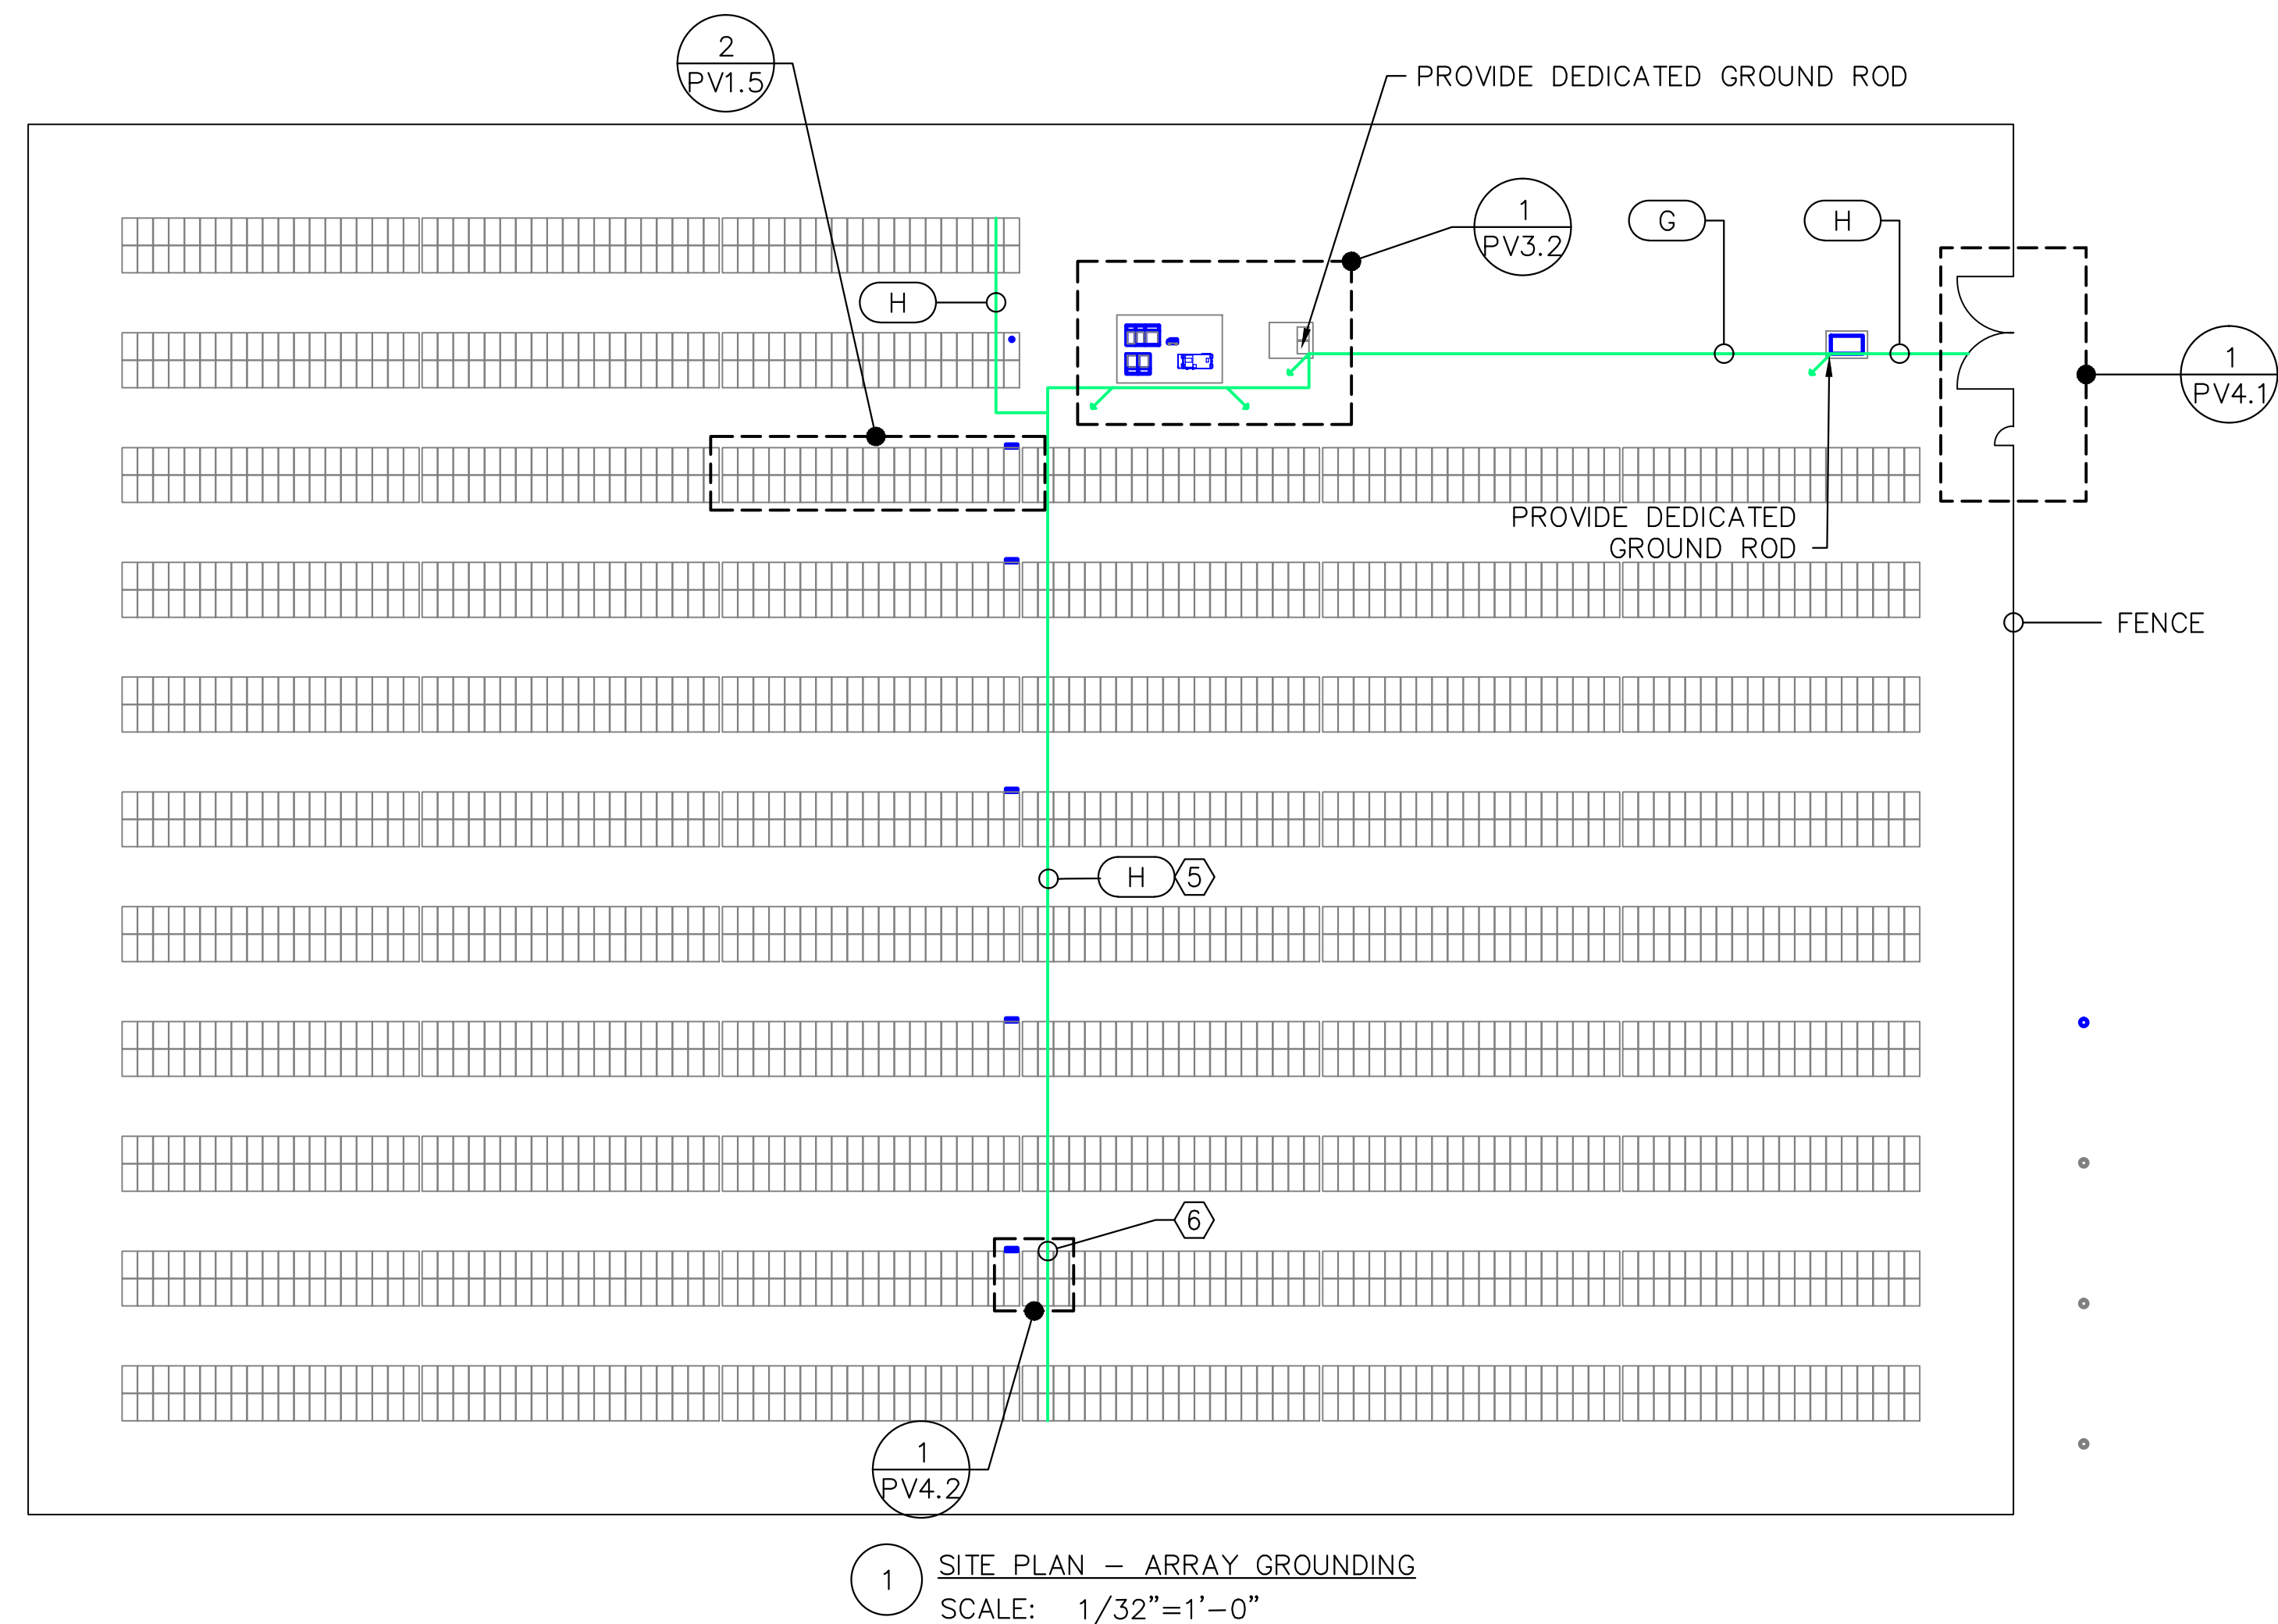 2
PV1.5
PROVIDE DEDICATED GROUND ROD
1
PV3.2
G
H
H
1
PV4.1
PROVIDE DEDICATED
GROUND ROD
FENCE
H 5
6
1
PV4.2
1
SITE PLAN – ARRAY GROUNDING
SCALE: 1/32"=1'–0"